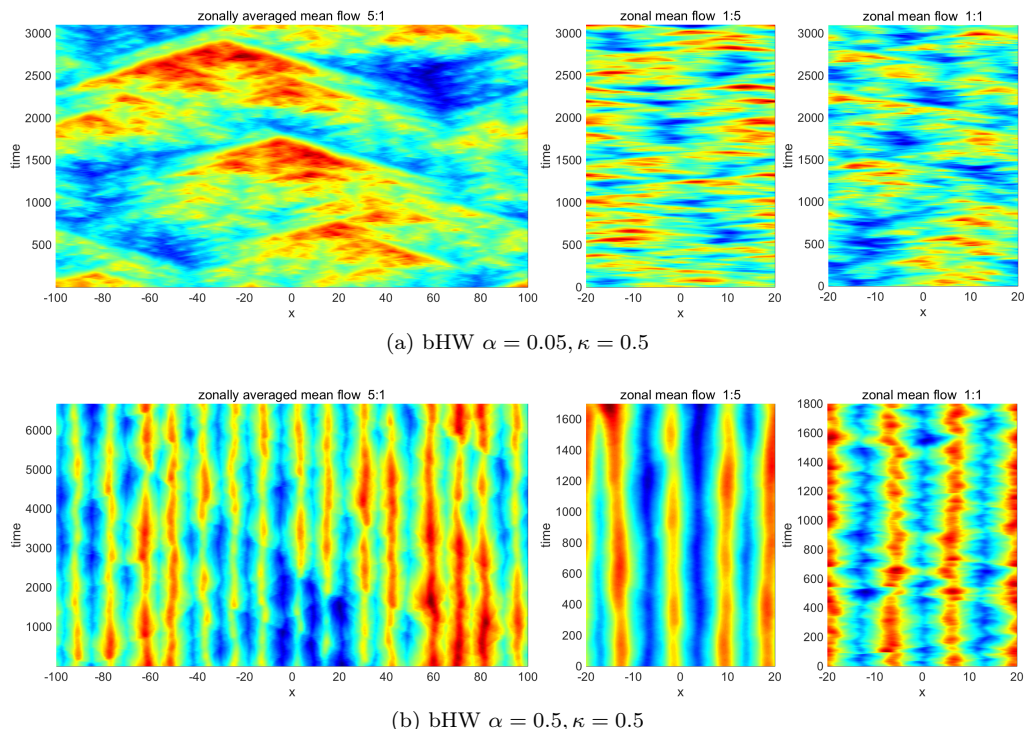 zonally averaged mean flow 5:1
zonal mean flow 1:5
zonal mean flow 1:1
3000
2500
2000
1500
1000
500
0
time
-100 -80 -60 -40 -20 0 20 40 60 80 100
x
3000
2500
2000
1500
1000
500
0
time
-20 -10 0 10 20
x
3000
2500
2000
1500
1000
500
0
time
-20 -10 0 10 20
x
(a) bHW α = 0.05, κ = 0.5
zonally averaged mean flow 5:1
zonal mean flow 1:5
zonal mean flow 1:1
6000
5000
4000
3000
2000
1000
time
-100 -80 -60 -40 -20 0 20 40 60 80 100
x
1600
1400
1200
1000
800
600
400
200
0
time
-20 -10 0 10 20
x
1800
1600
1400
1200
1000
800
600
400
200
0
time
-20 -10 0 10 20
x
(b) bHW α = 0.5, κ = 0.5